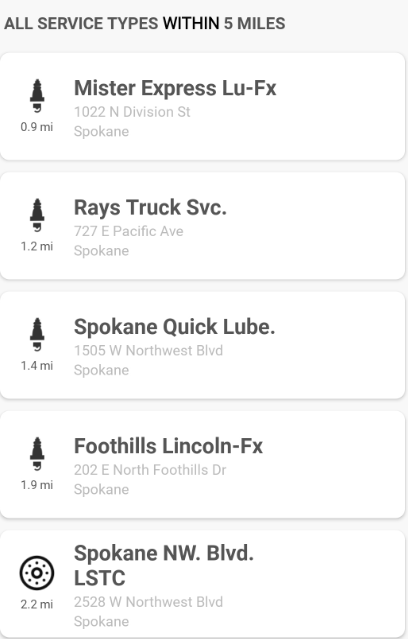 ALL SERVICE TYPES WITHIN 5 MILES
Mister Express Lu-Fx
1022 N Division St
Spokane
0.9 mi
Rays Truck Svc.
727 E Pacific Ave
Spokane
1.2 mi
Spokane Quick Lube.
1505 W Northwest Blvd
Spokane
1.4 mi
Foothills Lincoln-Fx
202 E North Foothills Dr
Spokane
1.9 mi
Spokane NW. Blvd.
LSTC
2528 W Northwest Blvd
Spokane
2.2 mi